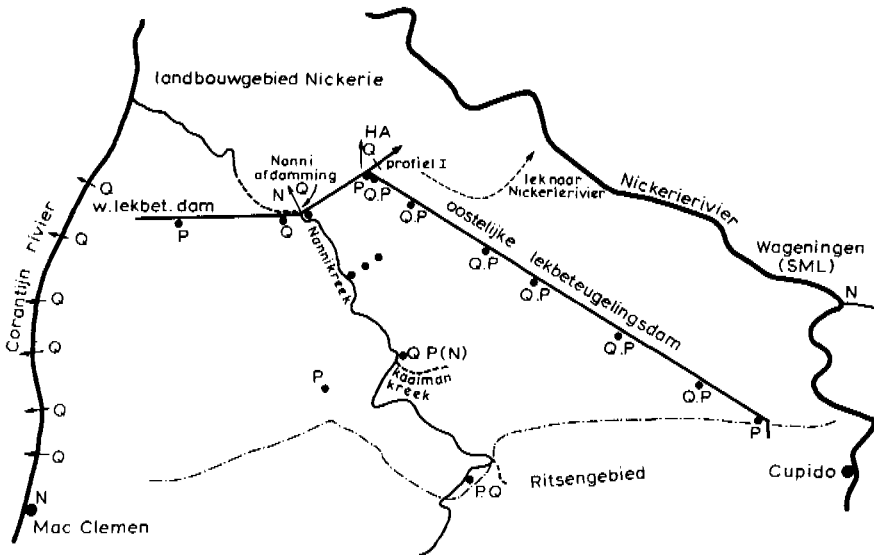 landbouwgebied Nickerie
HA
Q
Nanni
afdamming
profiel I
P
Q.P
lek naar
Nickerierivier
Nickerierivier
Q
w.lekbet.dam
N
Q
P
Q
Q.P
oostelijke lekbeteugelingsdam
Wageningen
(SML)
N
Corantijn rivier
Q
Nannikreek
Q.P
Q.P
Q
Q
Q.P
Q P(N)
kaaiman
kreek
P
Q.P
Q
P
Q
P.Q
Ritsengebied
Cupido
N
Mac Clemen